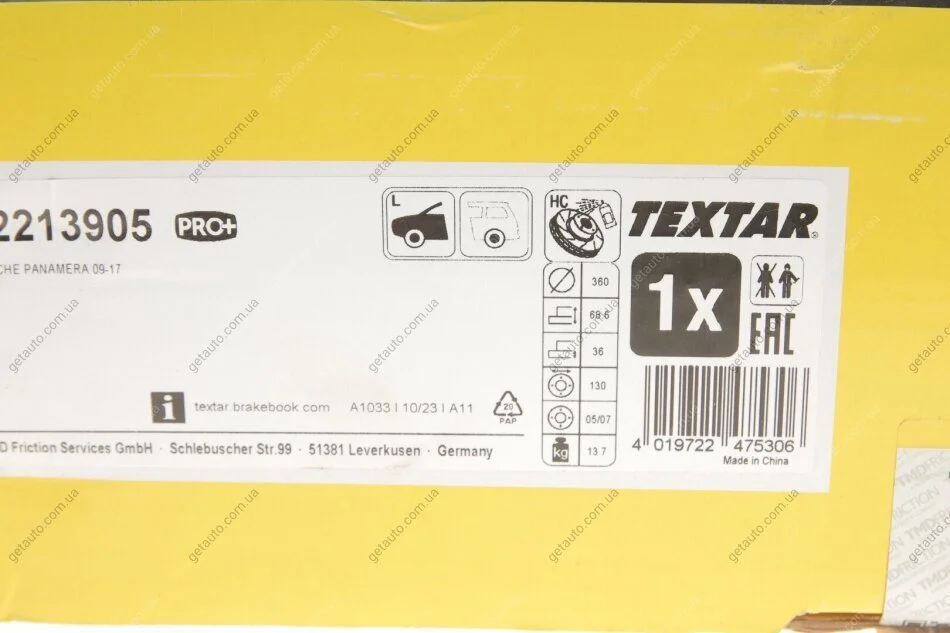 2213905 PRO+
L
HC
TEXTAR
CHE PANAMERA 09-17
360
68.6
36
130
05/07
kg 13.7
1x
EAC
i textar.brakebook.com A1033 | 10/23 | A11
20
PAP
D Friction Services GmbH · Schlebuscher Str.99 · 51381 Leverkusen · Germany
4 019722 475306
Made in China
TMDFRICTION
getauto.com.ua